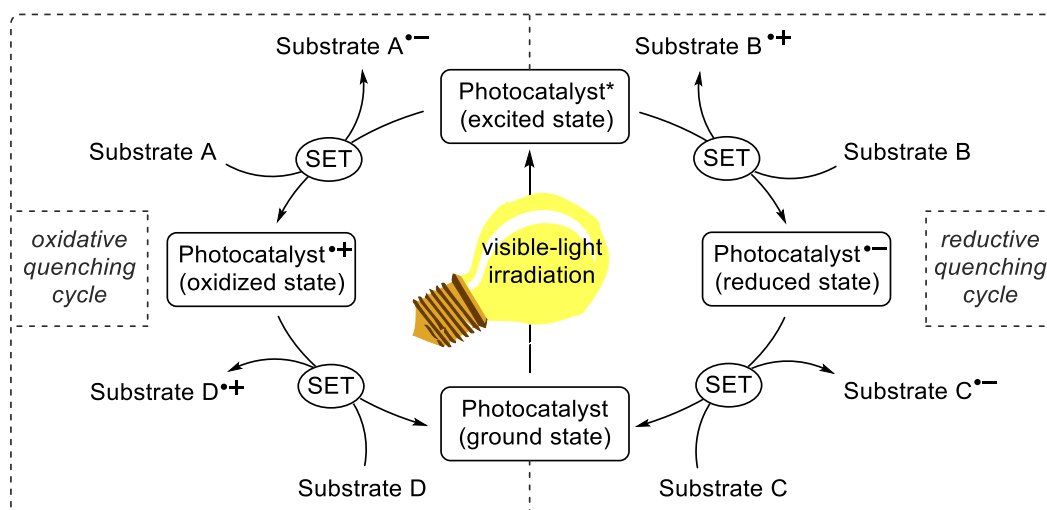 Substrate A•−
Substrate B•+
Photocatalyst*
(excited state)
Substrate A
SET
SET
Substrate B
oxidative
quenching
cycle
Photocatalyst•+
(oxidized state)
visible-light
irradiation
Photocatalyst•−
(reduced state)
reductive
quenching
cycle
Substrate D•+
SET
Photocatalyst
(ground state)
SET
Substrate C•−
Substrate D
Substrate C